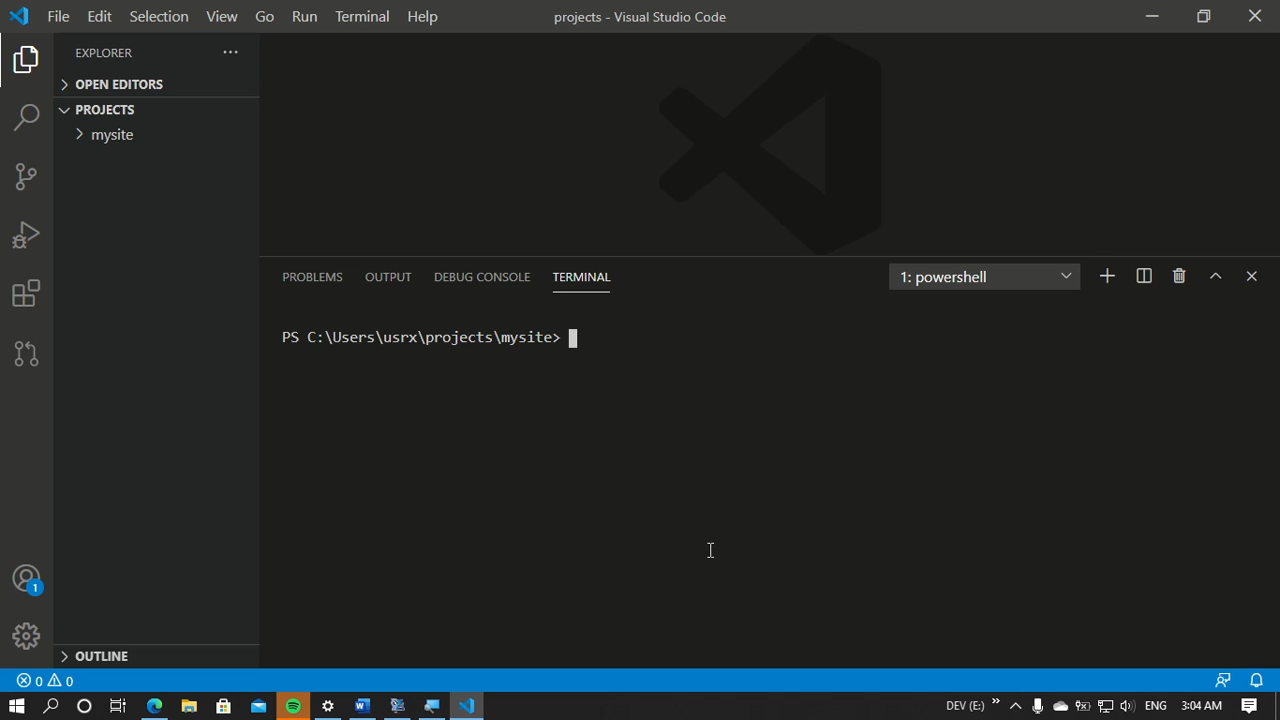 File Edit Selection View Go Run Terminal Help projects - Visual Studio Code
EXPLORER
OPEN EDITORS
PROJECTS
mysite
PROBLEMS OUTPUT DEBUG CONSOLE TERMINAL 1: powershell
PS C:\Users\usrx\projects\mysite>
1
OUTLINE
0 0
DEV (E:) ENG 3:04 AM